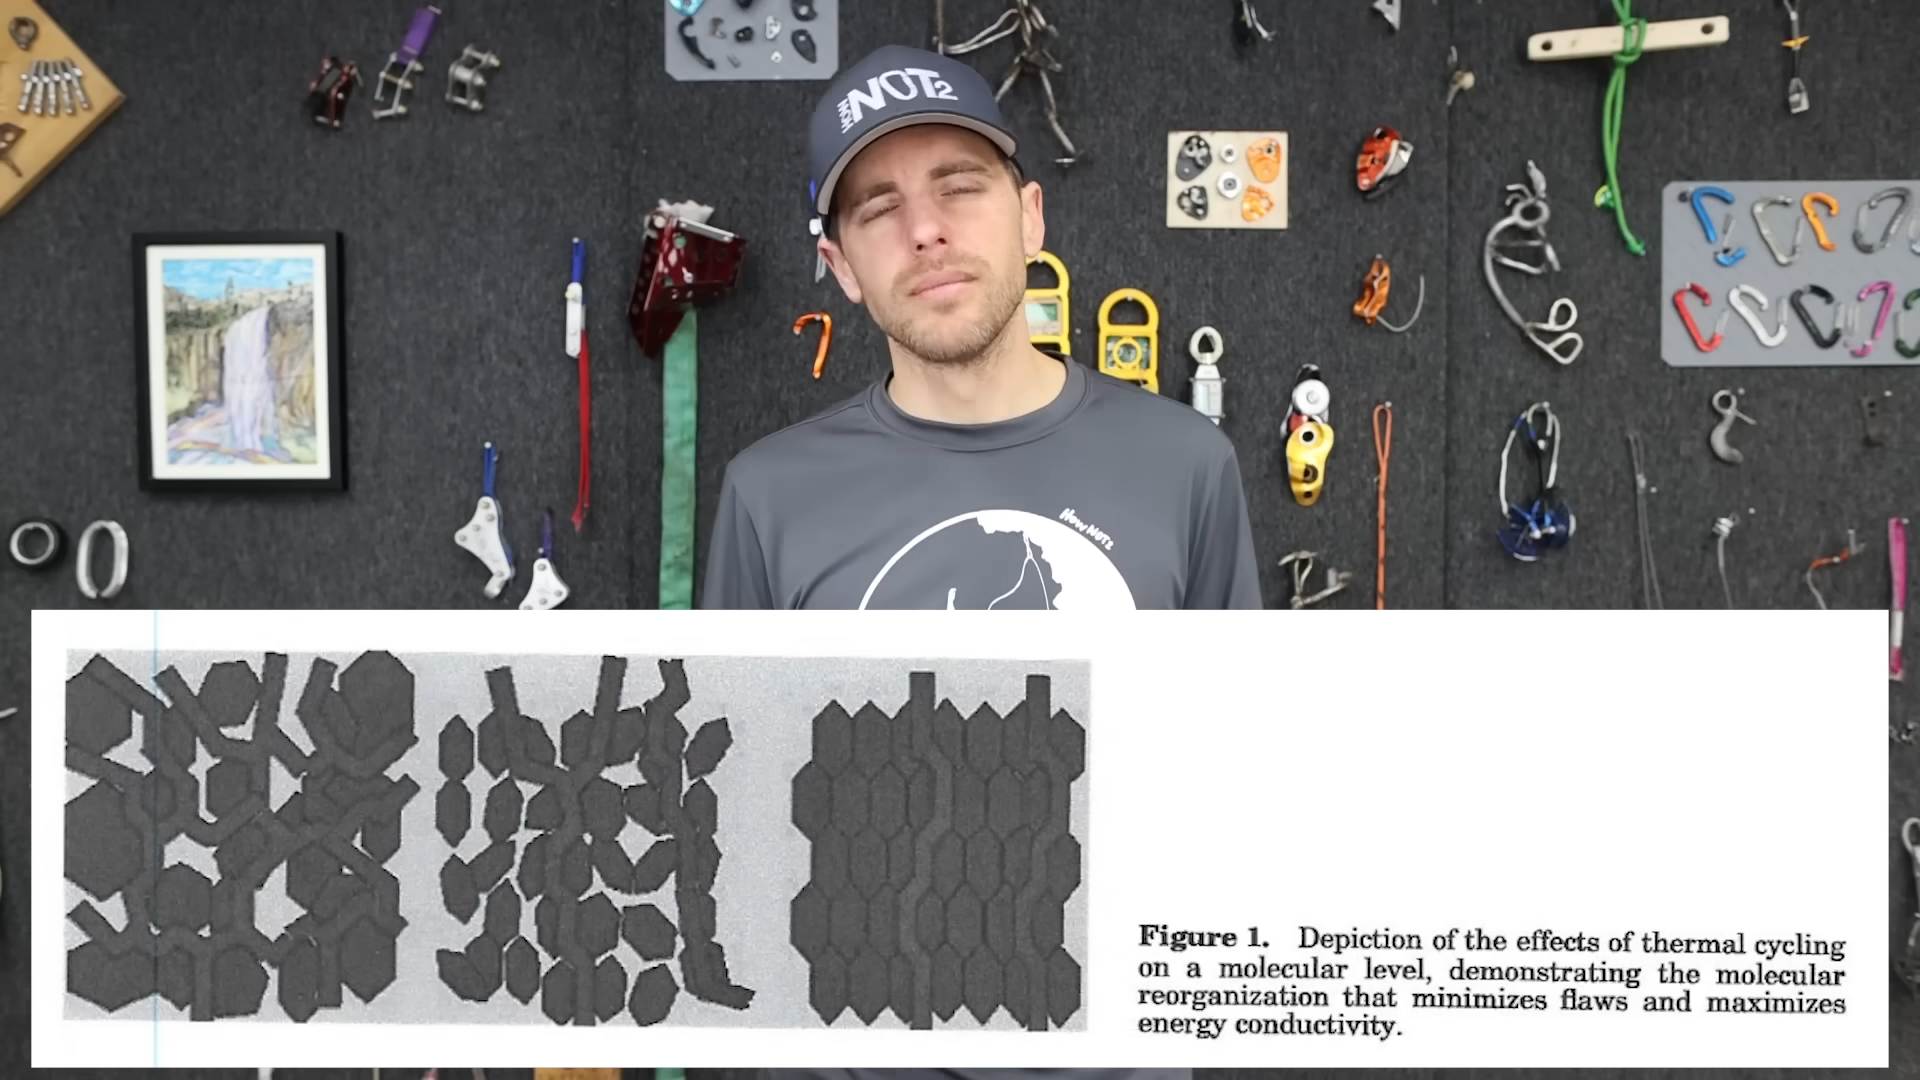 HOW
NOT2
HOWNOT2
Figure 1. Depiction of the effects of thermal cycling
on a molecular level, demonstrating the molecular
reorganization that minimizes flaws and maximizes
energy conductivity.